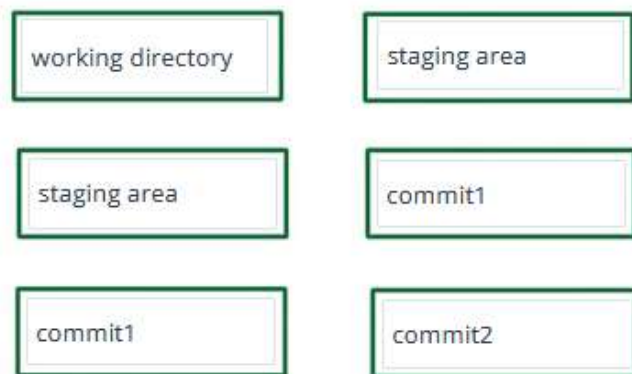 working directory
staging area
staging area
commit1
commit1
commit2